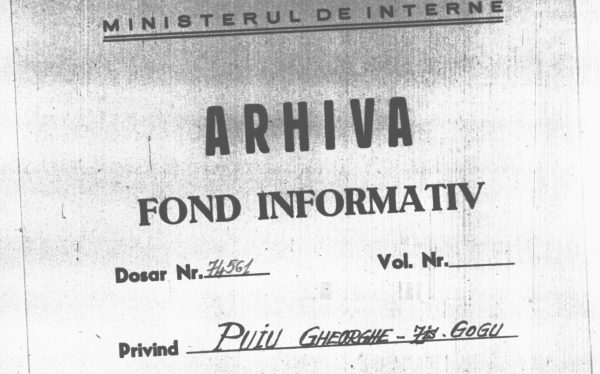 MINISTERUL DE INTERNE
ARHIVA
FOND INFORMATIV
Dosar Nr. 74561 Vol. Nr.
Privind PUIU GHEORGHE - zis. GOGU